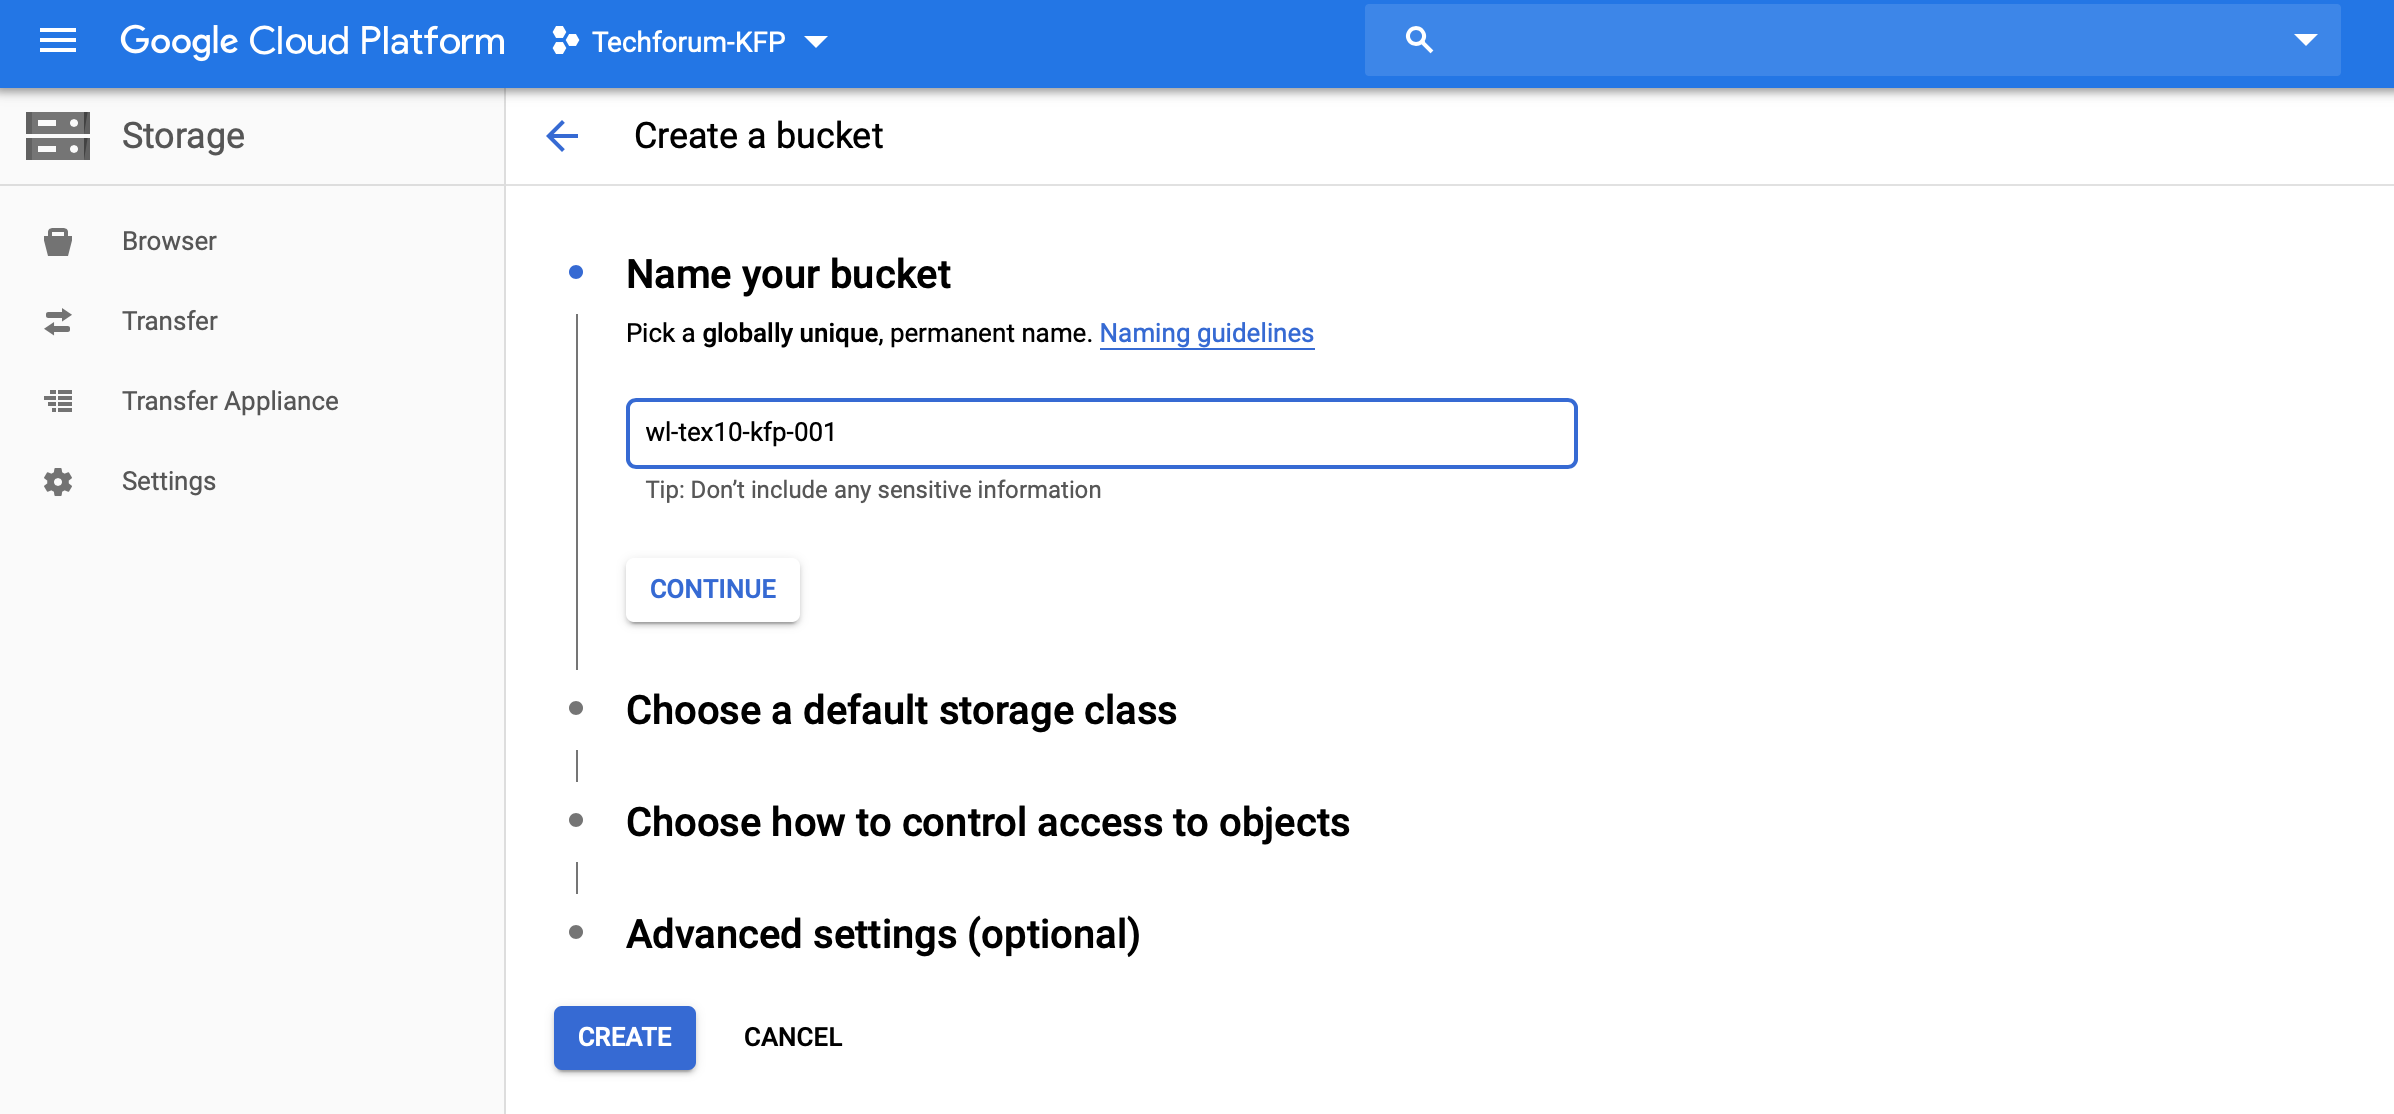 Google Cloud Platform
Techforum-KFP
Storage
Create a bucket
Browser
Transfer
Transfer Appliance
Settings
Name your bucket
Pick a globally unique, permanent name. Naming guidelines
wl-tex10-kfp-001
Tip: Don’t include any sensitive information
CONTINUE
Choose a default storage class
Choose how to control access to objects
Advanced settings (optional)
CREATE
CANCEL